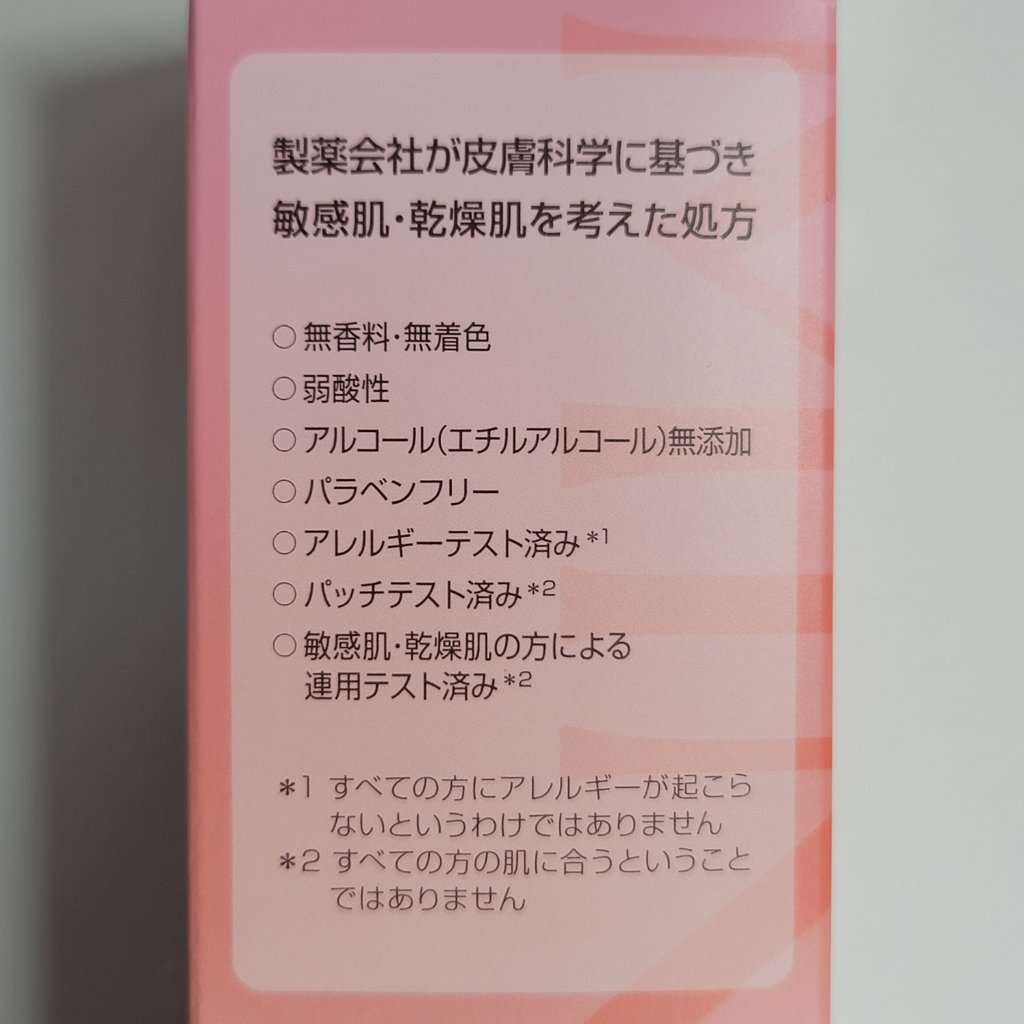 製薬会社が皮膚科学に基づき
敏感肌・乾燥肌を考えた処方
○無香料・無着色
○弱酸性
○アルコール(エチルアルコール)無添加
○パラベンフリー
○アレルギーテスト済み*1
○パッチテスト済み*2
○敏感肌・乾燥肌の方による
連用テスト済み*2
*1 すべての方にアレルギーが起こら
ないというわけではありません
*2 すべての方の肌に合うということ
ではありません